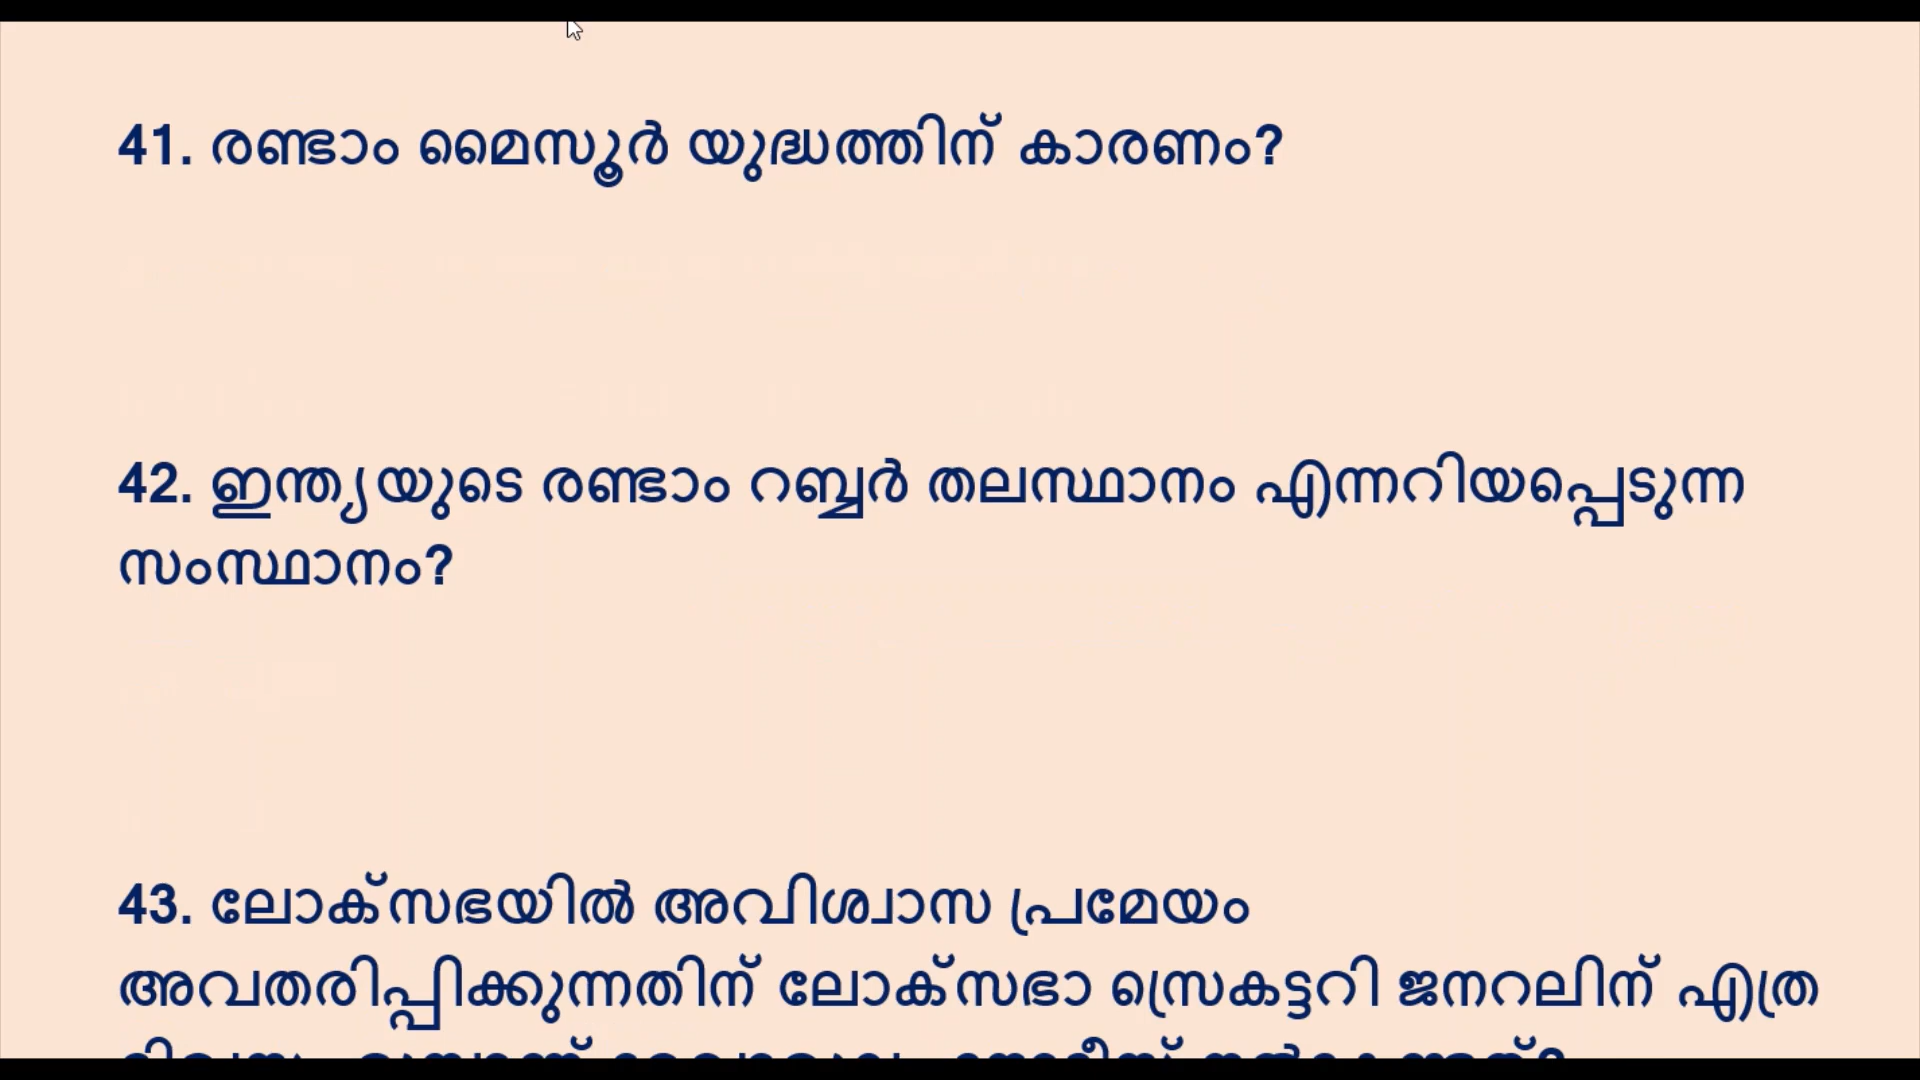 41. രണ്ടാം മൈസൂർ യുദ്ധത്തിന് കാരണം?
42. ഇന്ത്യയുടെ രണ്ടാം റബ്ബർ തലസ്ഥാനം എന്നറിയപ്പെടുന്ന
സംസ്ഥാനം?
43. ലോക്സഭയിൽ അവിശ്വാസ പ്രമേയം
അവതരിപ്പിക്കുന്നതിന് ലോക്സഭാ സ്രെകട്ടറി ജനറലിന് എത്ര